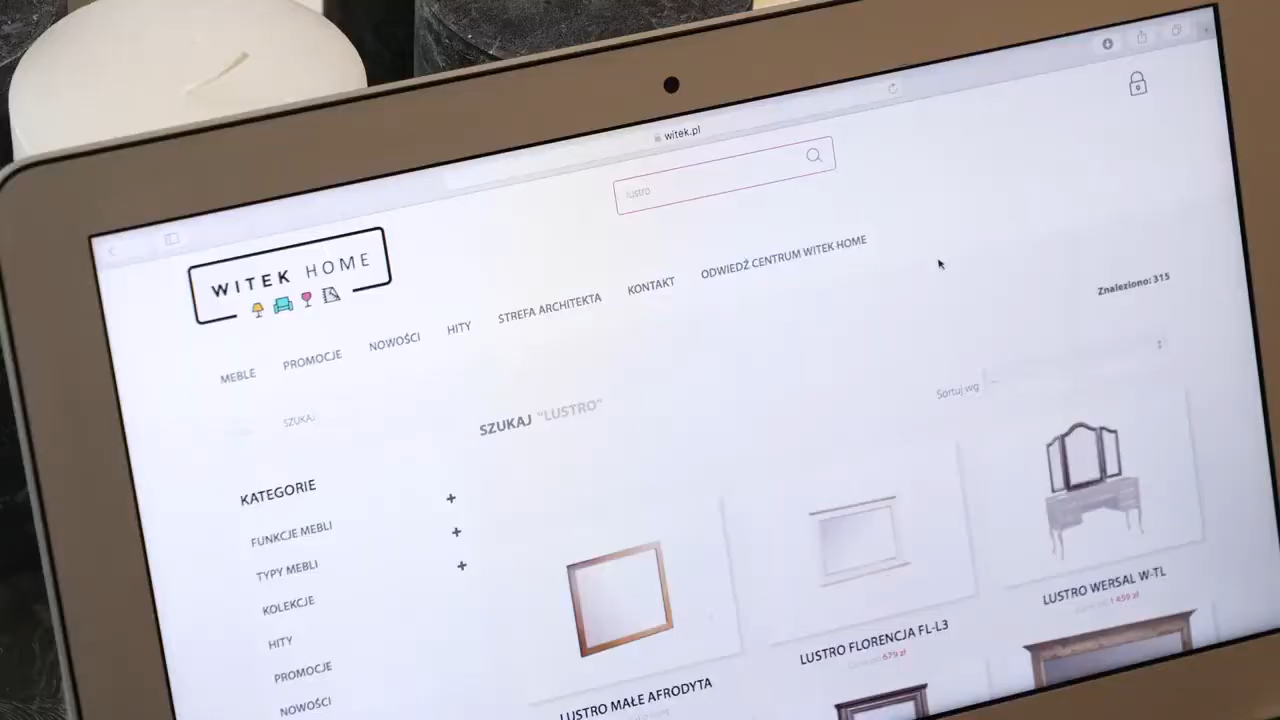 witek.pl
lustro
WITEK HOME
MEBLE
PROMOCJE
NOWOŚCI
HITY
STREFA ARCHITEKTA
KONTAKT
ODWIEDŹ CENTRUM WITEK HOME
Znaleziono: 315
SZUKAJ
SZUKAJ "LUSTRO"
Sortuj wg
KATEGORIE
FUNKCJE MEBLI
TYPY MEBLI
KOLEKCJE
HITY
PROMOCJE
NOWOŚCI
LUSTRO MAŁE AFRODYTA
LUSTRO FLORENCJA FL-L3
679 zł
LUSTRO WERSAL W-TL
1 459 zł